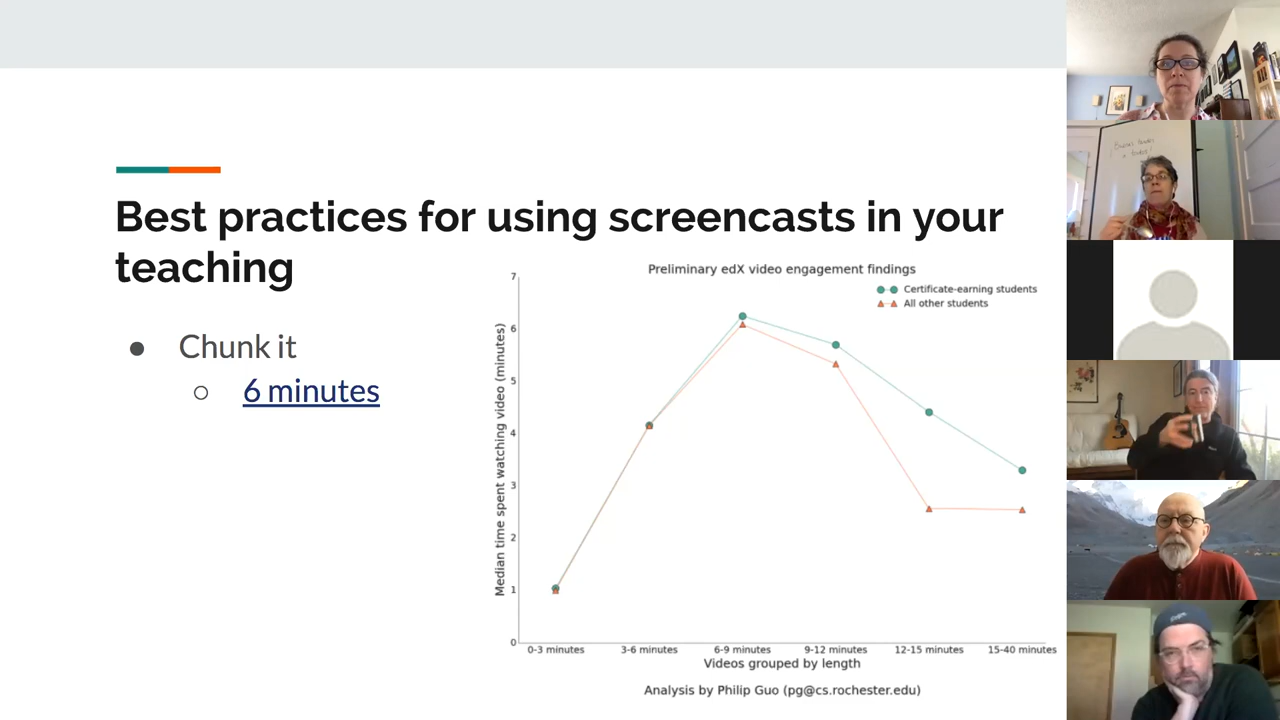 Best practices for using screencasts in your
teaching
● Chunk it
○ 6 minutes
Preliminary edX video engagement findings
Certificate-earning students
All other students
Median time spent watching video (minutes)
7
6
5
4
3
2
1
0
0-3 minutes 3-6 minutes 6-9 minutes 9-12 minutes 12-15 minutes 15-40 minutes
Videos grouped by length
Analysis by Philip Guo (pg@cs.rochester.edu)